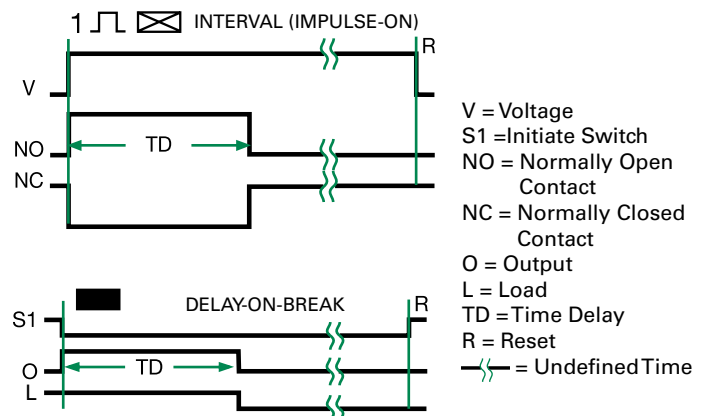 1 INTERVAL (IMPULSE-ON)
R
V
NO
TD
NC
DELAY-ON-BREAK
R
S1
O
TD
L
V = Voltage
S1 =Initiate Switch
NO = Normally Open
Contact
NC = Normally Closed
Contact
O = Output
L = Load
TD = Time Delay
R = Reset
= Undefined Time